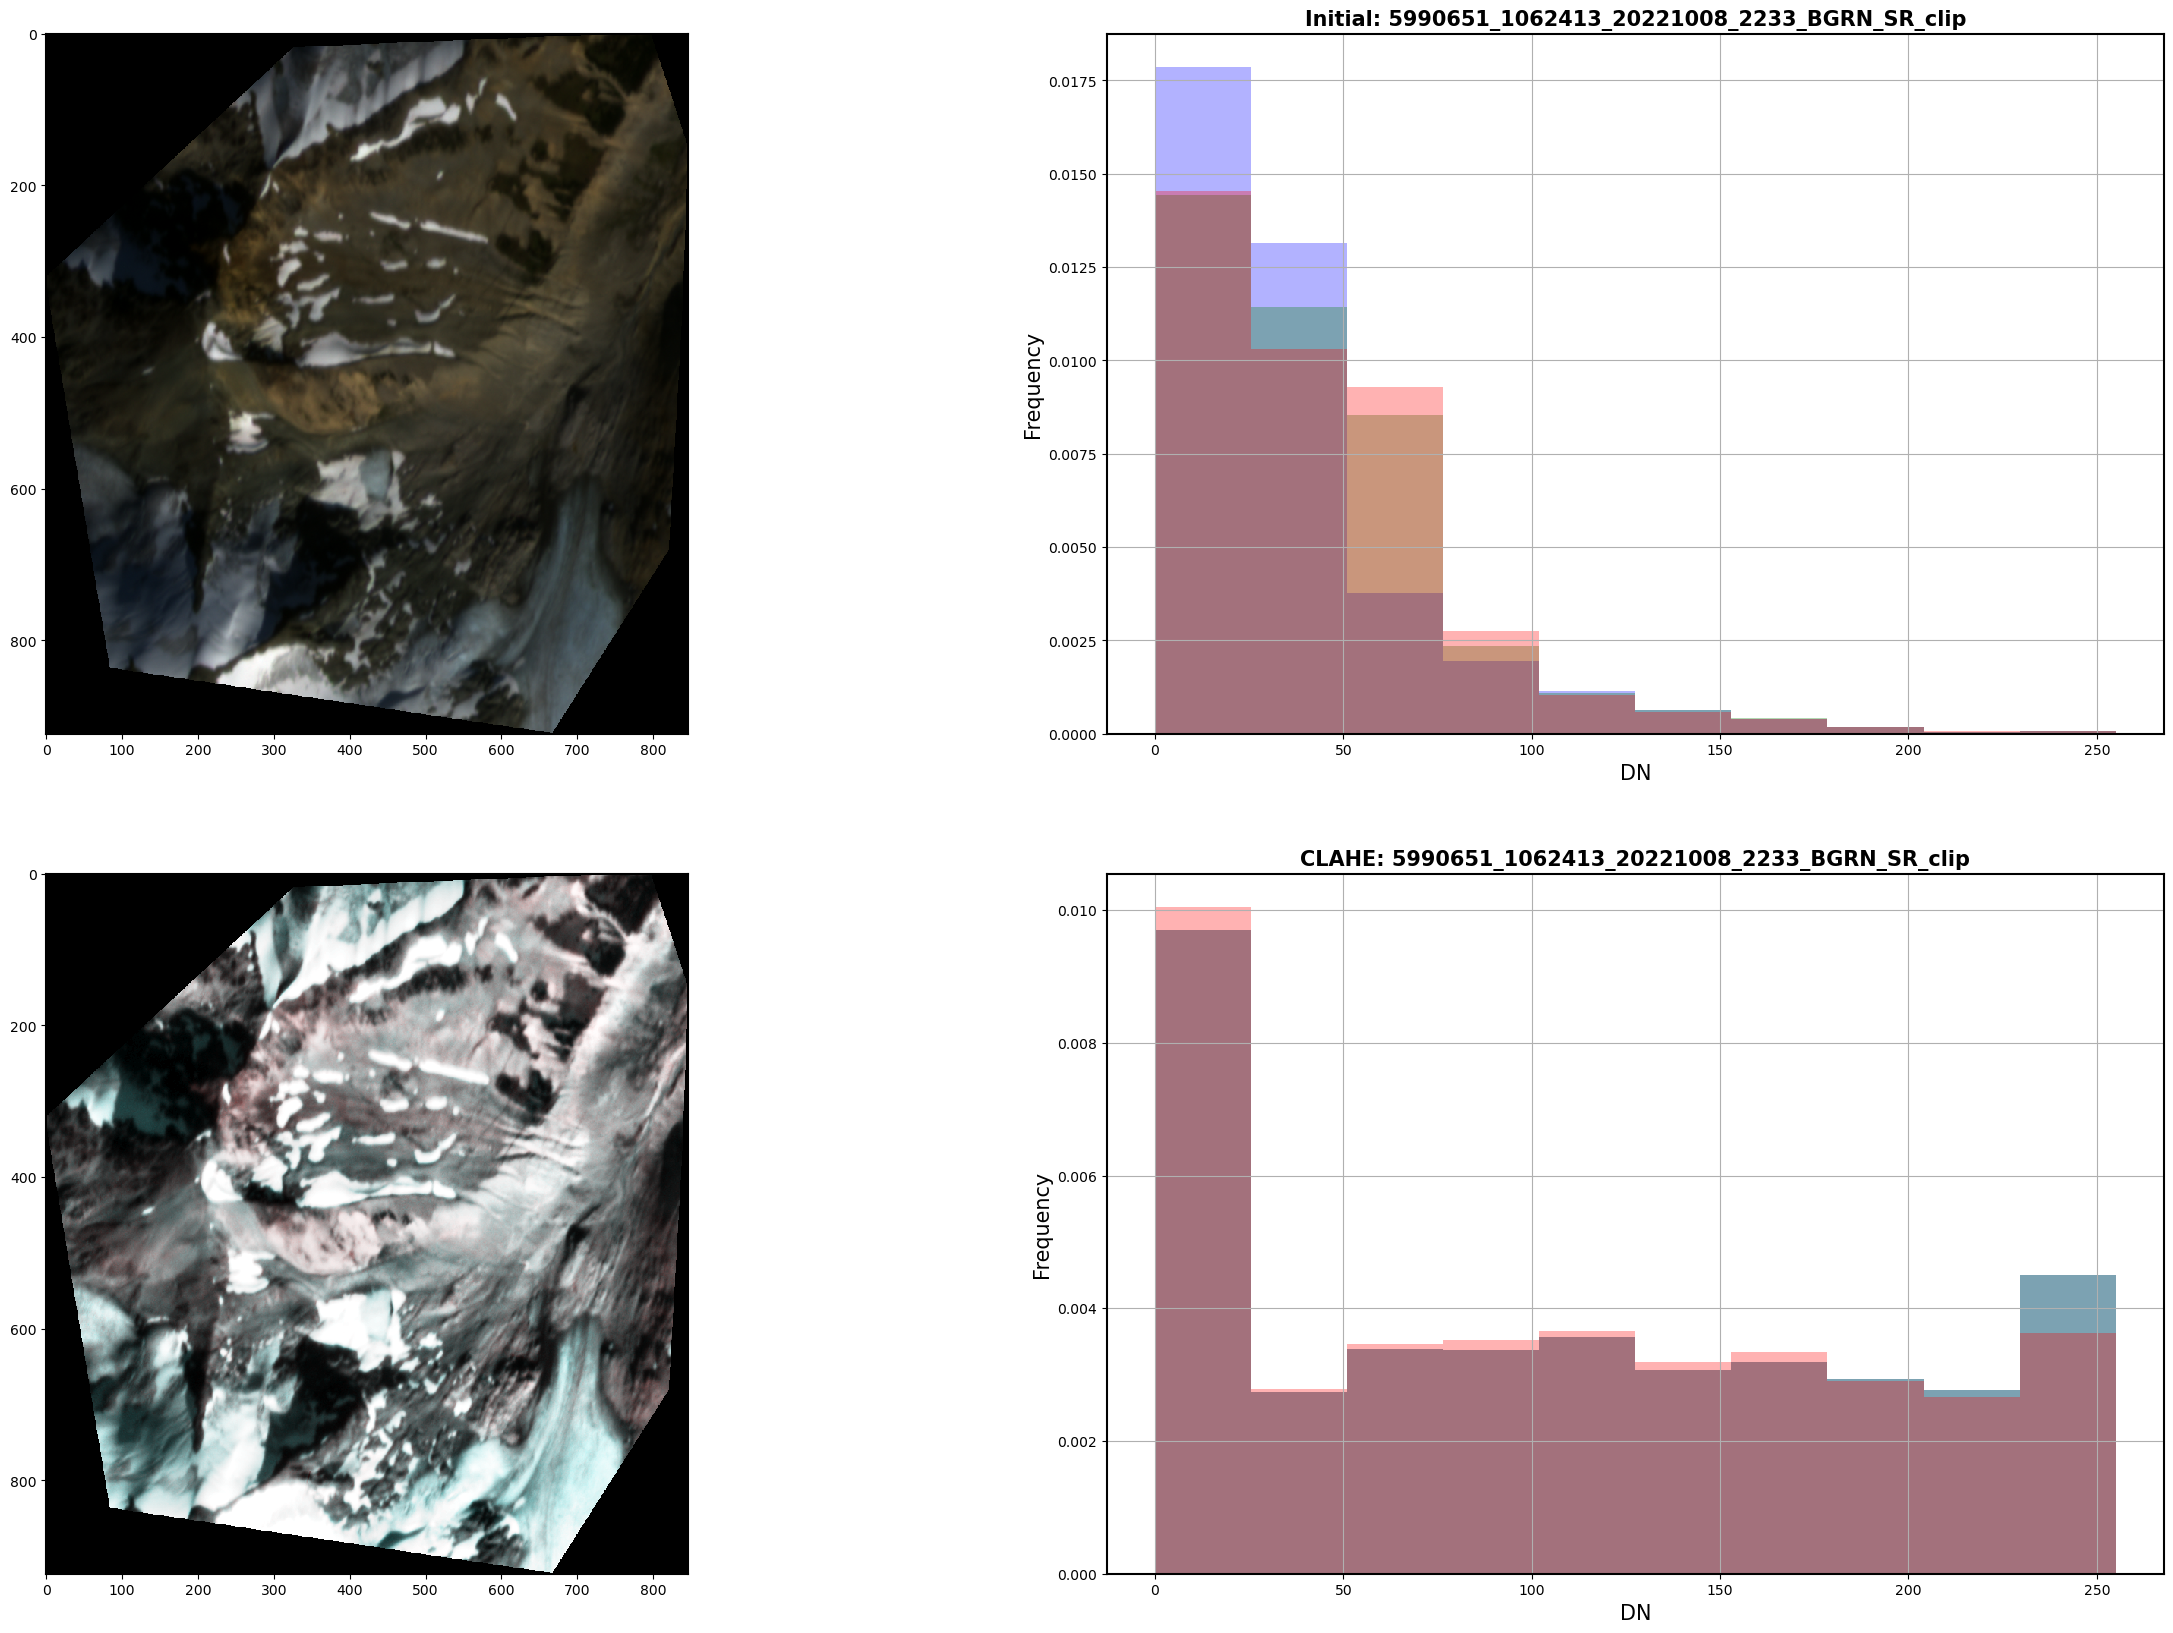 Initial: 5990651_1062413_20221008_2233_BGRN_SR_clip
0
200
400
600
800
0 100 200 300 400 500 600 700 800
Frequency
0.0175
0.0150
0.0125
0.0100
0.0075
0.0050
0.0025
0.0000
0 50 100 150 200 250
DN
CLAHE: 5990651_1062413_20221008_2233_BGRN_SR_clip
0
200
400
600
800
0 100 200 300 400 500 600 700 800
Frequency
0.010
0.008
0.006
0.004
0.002
0.000
0 50 100 150 200 250
DN